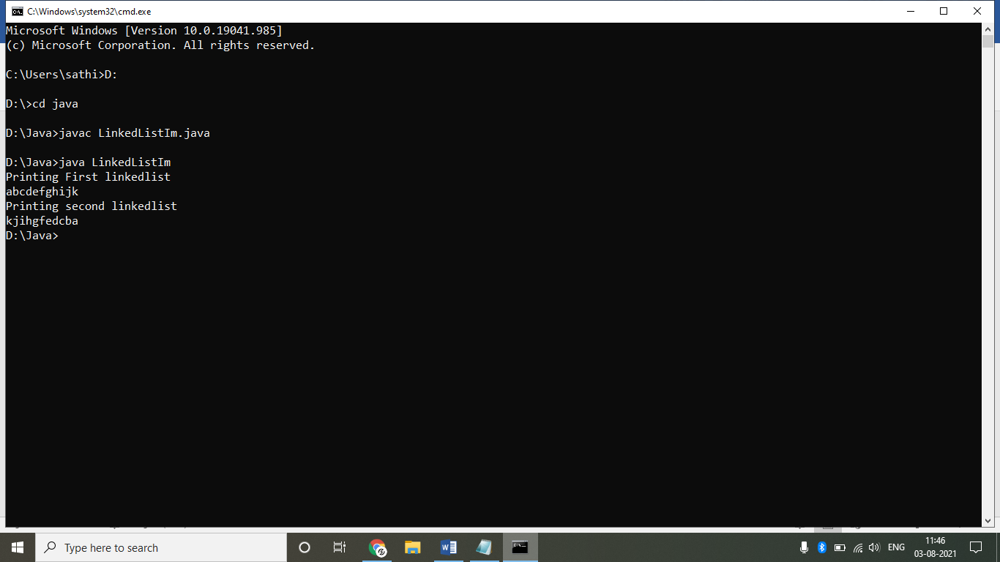 C:\Windows\system32\cmd.exe
Microsoft Windows [Version 10.0.19041.985]
(c) Microsoft Corporation. All rights reserved.
C:\Users\sathi>D:
D:\>cd java
D:\Java>javac LinkedListIm.java
D:\Java>java LinkedListIm
Printing First linkedlist
abcdefghijk
Printing second linkedlist
kjihgfedcba
D:\Java>
Type here to search
ENG
11:46
03-08-2021